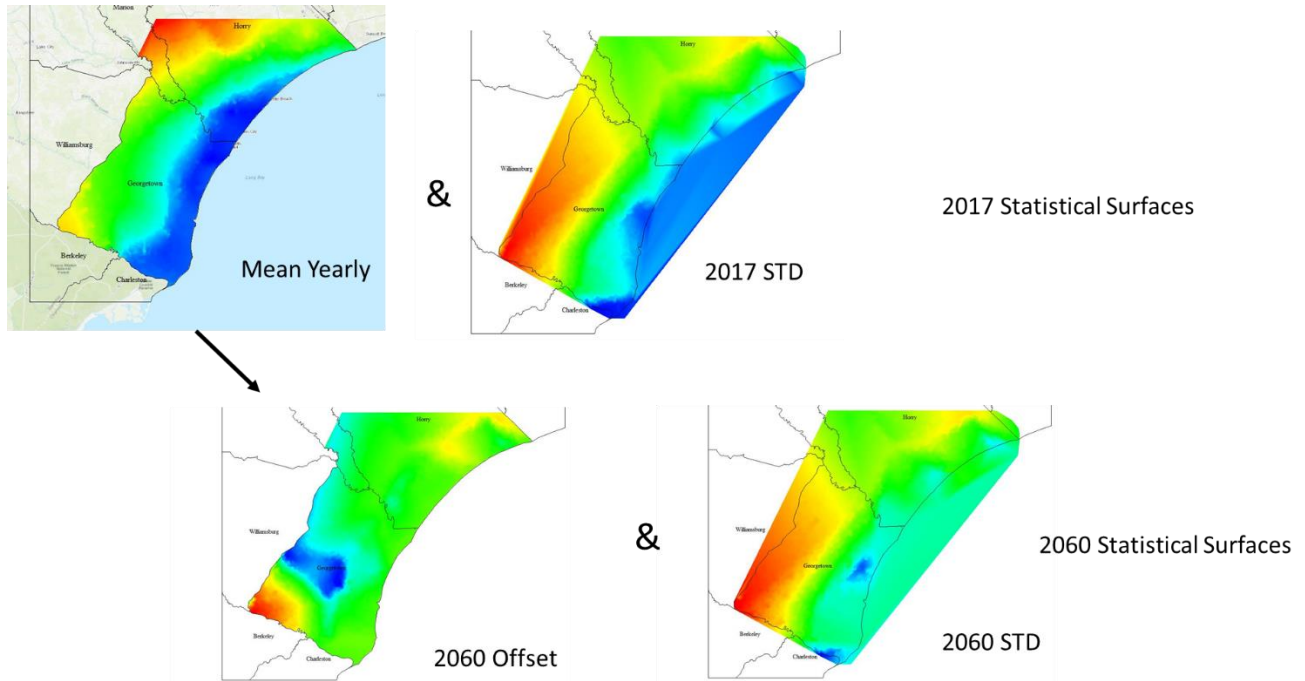 Marion
Horry
Williamsburg
Georgetown
Berkeley
Charleston
Mean Yearly
&
Horry
Williamsburg
Georgetown
Berkeley
Charleston
2017 STD
2017 Statistical Surfaces
Horry
Williamsburg
Georgetown
Berkeley
Charleston
2060 Offset
&
Horry
Williamsburg
Georgetown
Berkeley
Charleston
2060 STD
2060 Statistical Surfaces